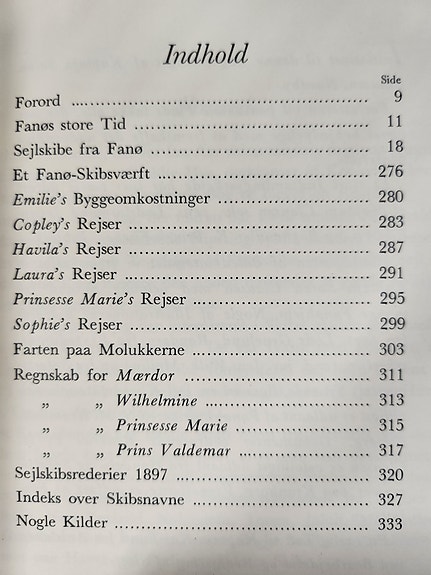 Indhold
Side
Forord ........................................ 9
Fanøs store Tid ........................................ 11
Sejlskibe fra Fanø ........................................ 18
Et Fanø-Skibsværft ........................................ 276
Emilie's Byggeomkostninger ........................................ 280
Copley's Rejser ........................................ 283
Havila's Rejser ........................................ 287
Laura's Rejser ........................................ 291
Prinsesse Marie's Rejser ........................................ 295
Sophie's Rejser ........................................ 299
Farten paa Molukkerne ........................................ 303
Regnskab for Mærdor ........................................ 311
„ „ Wilhelmine ........................................ 313
„ „ Prinsesse Marie ........................................ 315
„ „ Prins Valdemar ........................................ 317
Sejlskibsrederier 1897 ........................................ 320
Indeks over Skibsnavne ........................................ 327
Nogle Kilder ........................................ 333